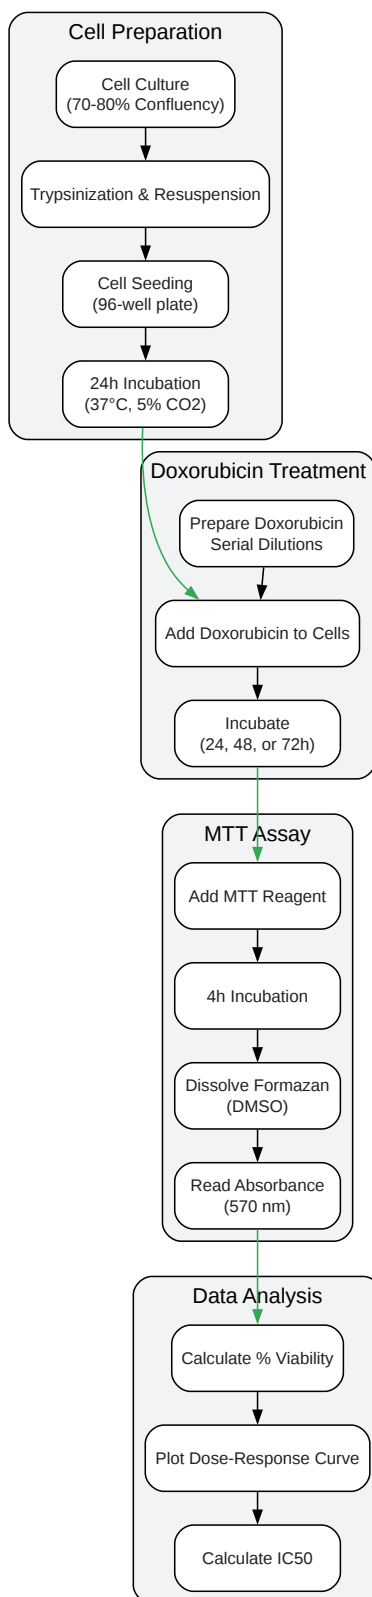 Cell Preparation
Cell Culture
(70-80% Confluency)
Trypsinization & Resuspension
Cell Seeding
(96-well plate)
24h Incubation
(37°C, 5% CO2)
Doxorubicin Treatment
Prepare Doxorubicin
Serial Dilutions
Add Doxorubicin to Cells
Incubate
(24, 48, or 72h)
MTT Assay
Add MTT Reagent
4h Incubation
Dissolve Formazan
(DMSO)
Read Absorbance
(570 nm)
Data Analysis
Calculate % Viability
Plot Dose-Response Curve
Calculate IC50